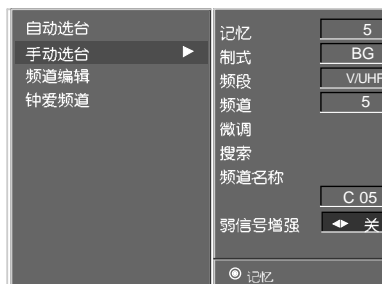 自动选台
手动选台
频道编辑
钟爱频道
记忆 5
制式 BG
频段 V/UHF
频道 5
微调
搜索
频道名称
C 05
弱信号增强 关
记忆